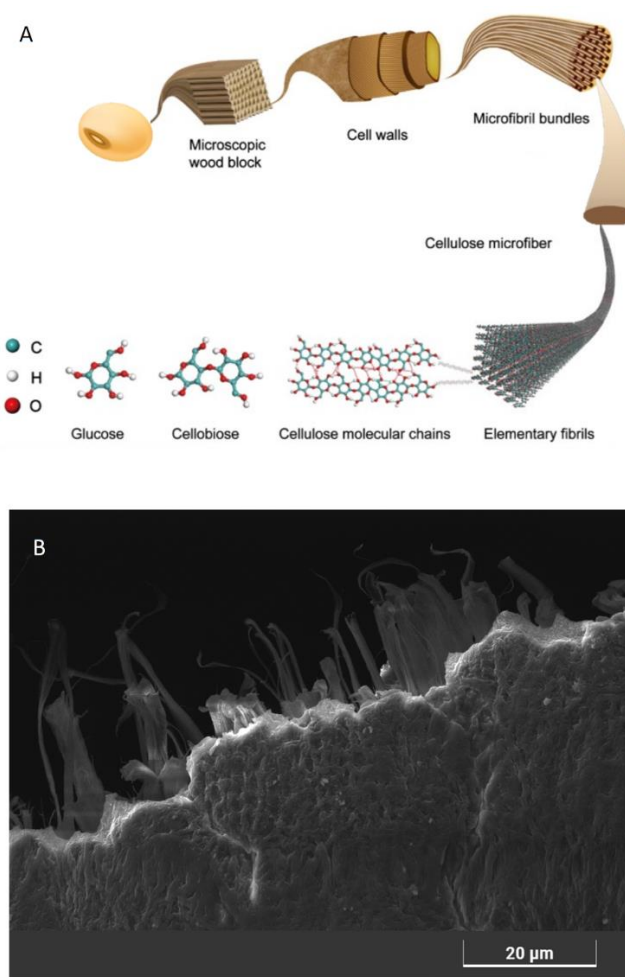 A
Microscopic
wood block
Cell walls
Microfibril bundles
Cellulose microfiber
C
H
O
Glucose
Cellobiose
Cellulose molecular chains
Elementary fibrils
B
20 µm